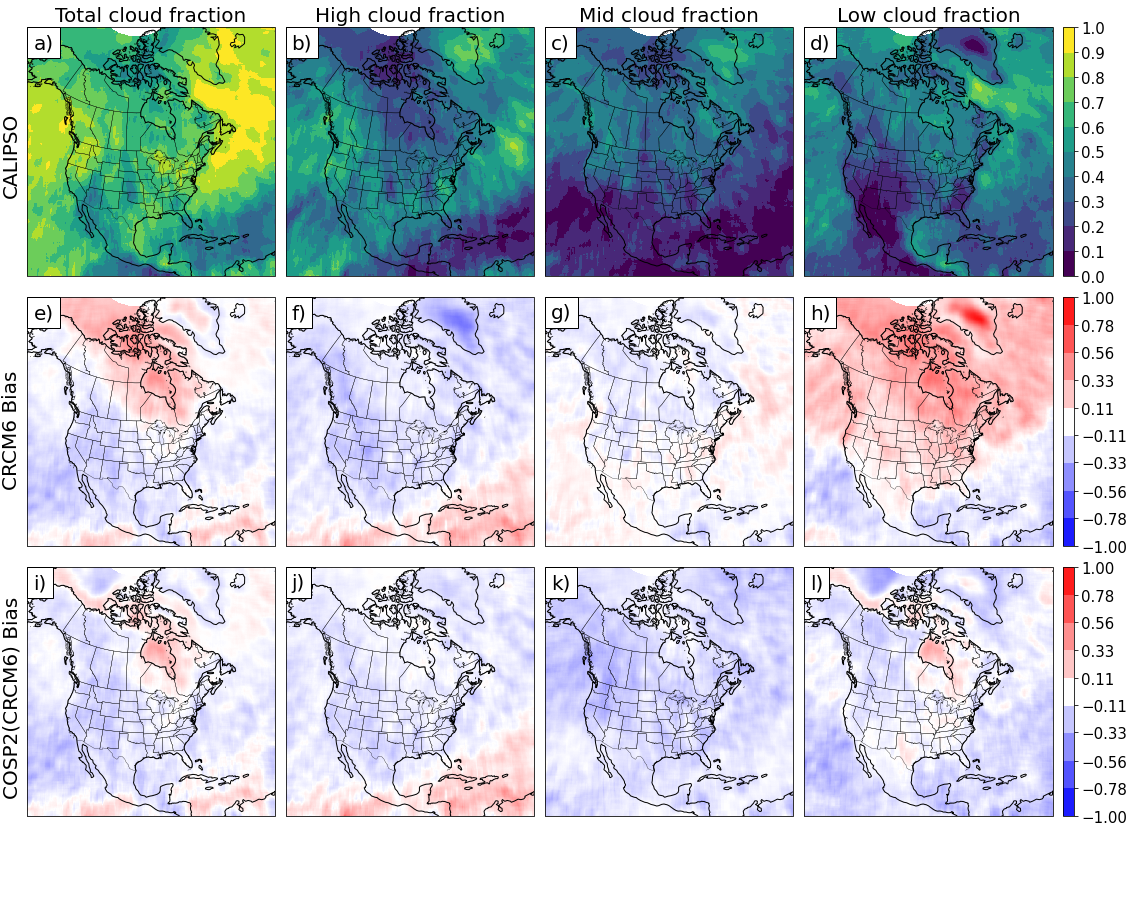 Total cloud fraction
High cloud fraction
Mid cloud fraction
Low cloud fraction
CALIPSO
a)
b)
c)
d)
1.0
0.9
0.8
0.7
0.6
0.5
0.4
0.3
0.2
0.1
0.0
CRCM6 Bias
e)
f)
g)
h)
1.00
0.78
0.56
0.33
0.11
−0.11
−0.33
−0.56
−0.78
−1.00
COSP2(CRCM6) Bias
i)
j)
k)
l)
1.00
0.78
0.56
0.33
0.11
−0.11
−0.33
−0.56
−0.78
−1.00